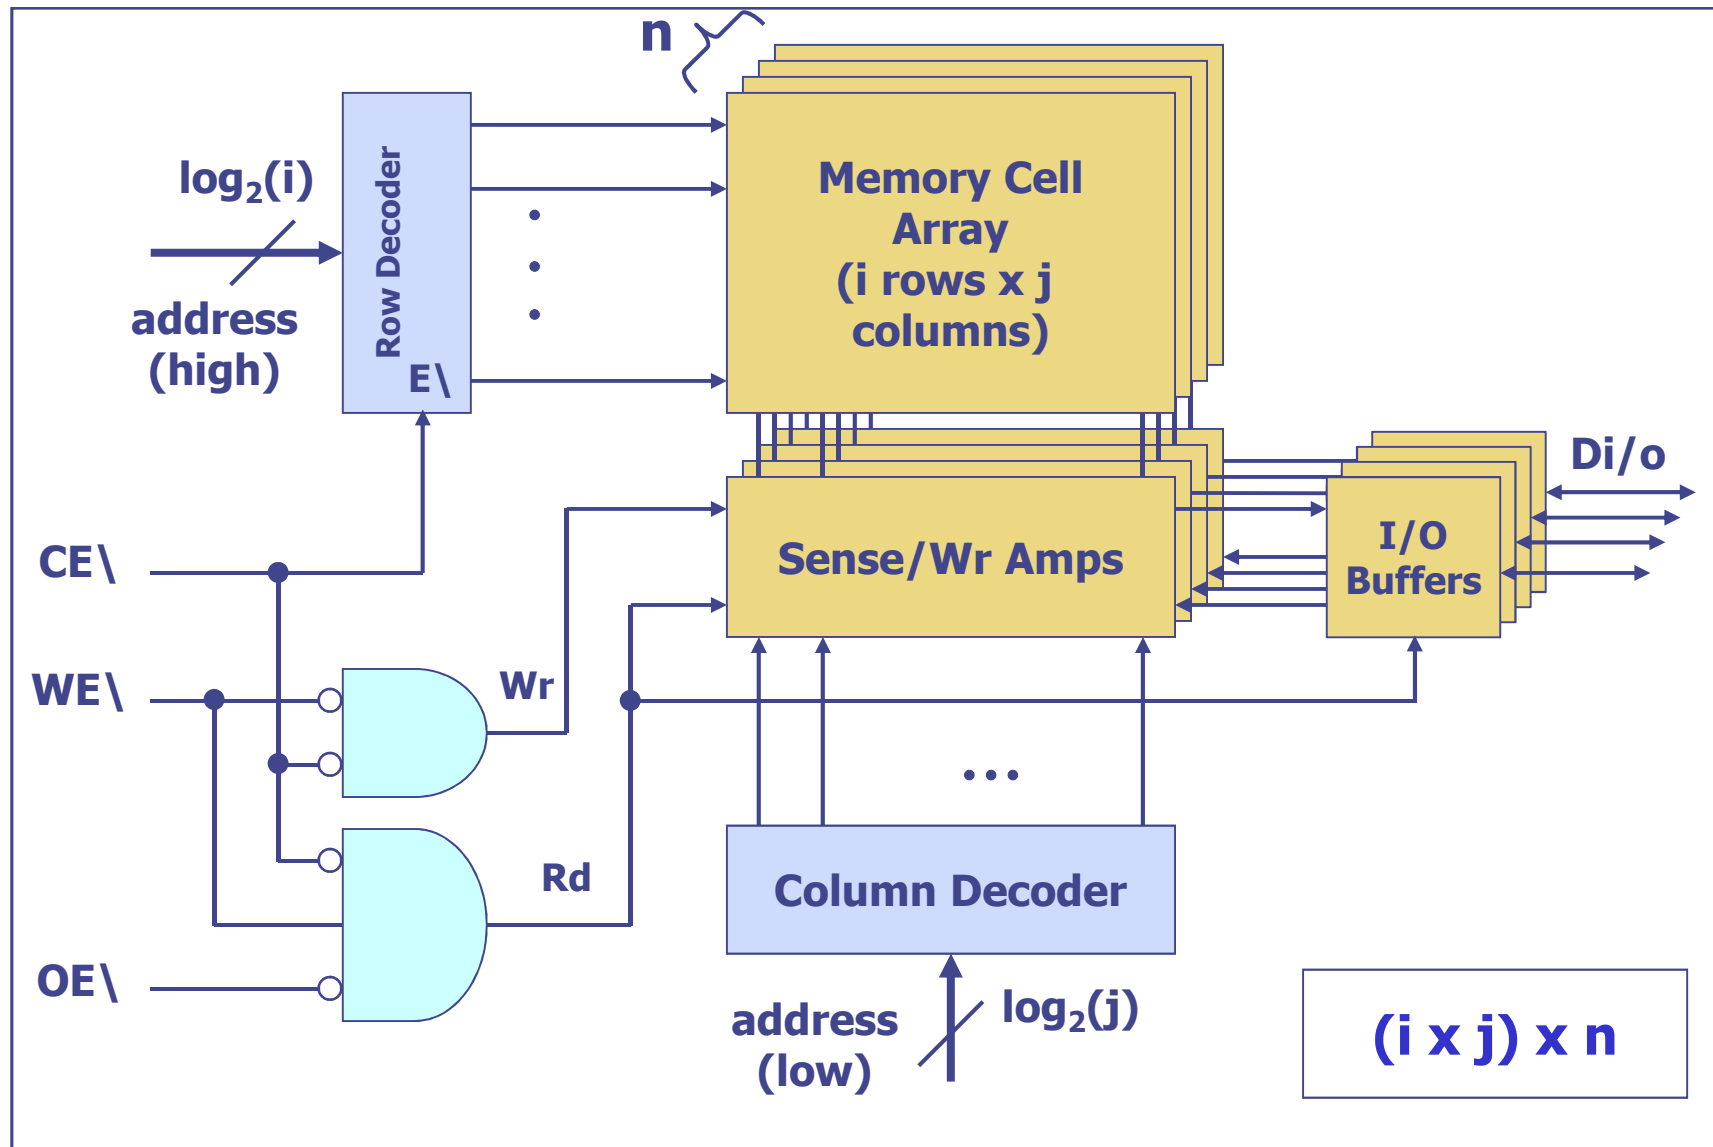 n
Memory Cell
Array
(i rows x j
columns)
log₂(i)
address
(high)
Row Decoder
E\
Di/o
I/O
Buffers
Sense/Wr Amps
CE\
WE\
OE\
Wr
Rd
...
Column Decoder
address
(low)
log₂(j)
(i x j) x n